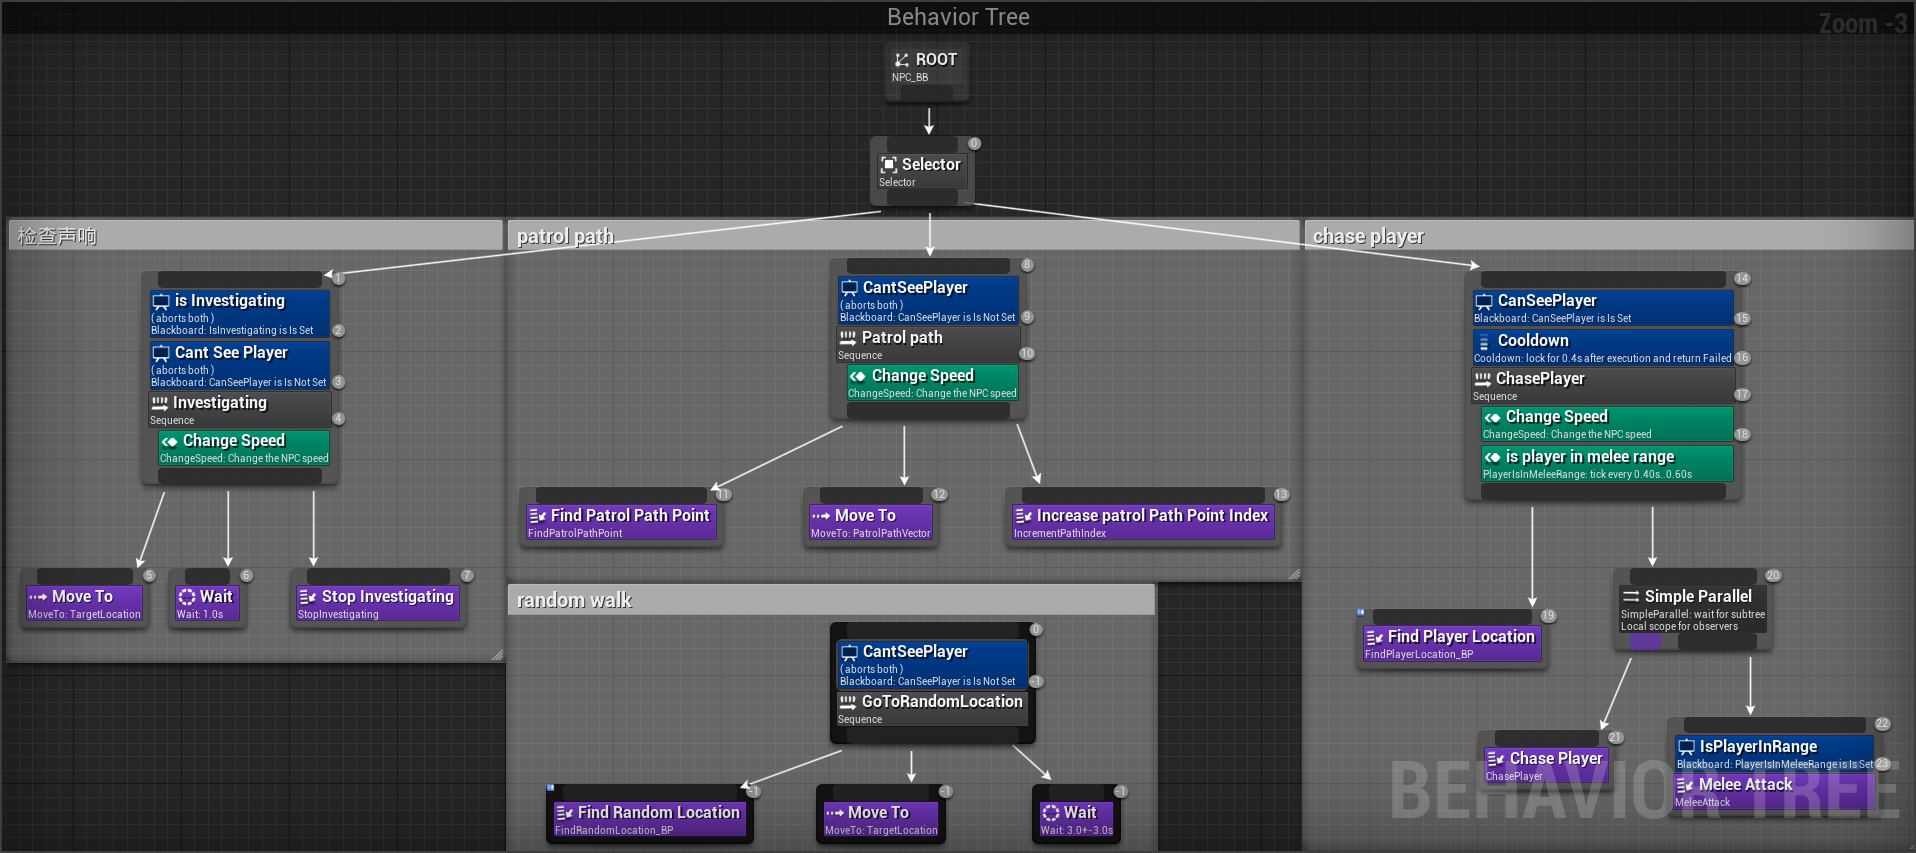 Behavior Tree
Zoom -3
ROOT
NPC_BB
0
Selector
Selector
检查声响
1
is Investigating
( aborts both )
Blackboard: IsInvestigating is Is Set
2
Cant See Player
( aborts both )
Blackboard: CanSeePlayer is Is Not Set
3
Investigating
Sequence
4
Change Speed
ChangeSpeed: Change the NPC speed
5
Move To
MoveTo: TargetLocation
6
Wait
Wait: 1.0s
7
Stop Investigating
StopInvestigating
patrol path
8
CantSeePlayer
( aborts both )
Blackboard: CanSeePlayer is Is Not Set
9
Patrol path
Sequence
10
Change Speed
ChangeSpeed: Change the NPC speed
11
Find Patrol Path Point
FindPatrolPathPoint
12
Move To
MoveTo: PatrolPathVector
13
Increase patrol Path Point Index
IncrementPathIndex
random walk
0
CantSeePlayer
( aborts both )
Blackboard: CanSeePlayer is Is Not Set
-1
GoToRandomLocation
Sequence
-1
Find Random Location
FindRandomLocation_BP
-1
Move To
MoveTo: TargetLocation
-1
Wait
Wait: 3.0+-3.0s
chase player
14
CanSeePlayer
Blackboard: CanSeePlayer is Is Set
15
Cooldown
Cooldown: lock for 0.4s after execution and return Failed
16
ChasePlayer
Sequence
17
Change Speed
ChangeSpeed: Change the NPC speed
18
is player in melee range
PlayerIsInMeleeRange: tick every 0.40s..0.60s
19
Find Player Location
FindPlayerLocation_BP
20
Simple Parallel
SimpleParallel: wait for subtree
Local scope for observers
21
Chase Player
ChasePlayer
22
IsPlayerInRange
Blackboard: PlayerIsInMeleeRange is Is Set
23
Melee Attack
MeleeAttack
BEHAVIOR TREE